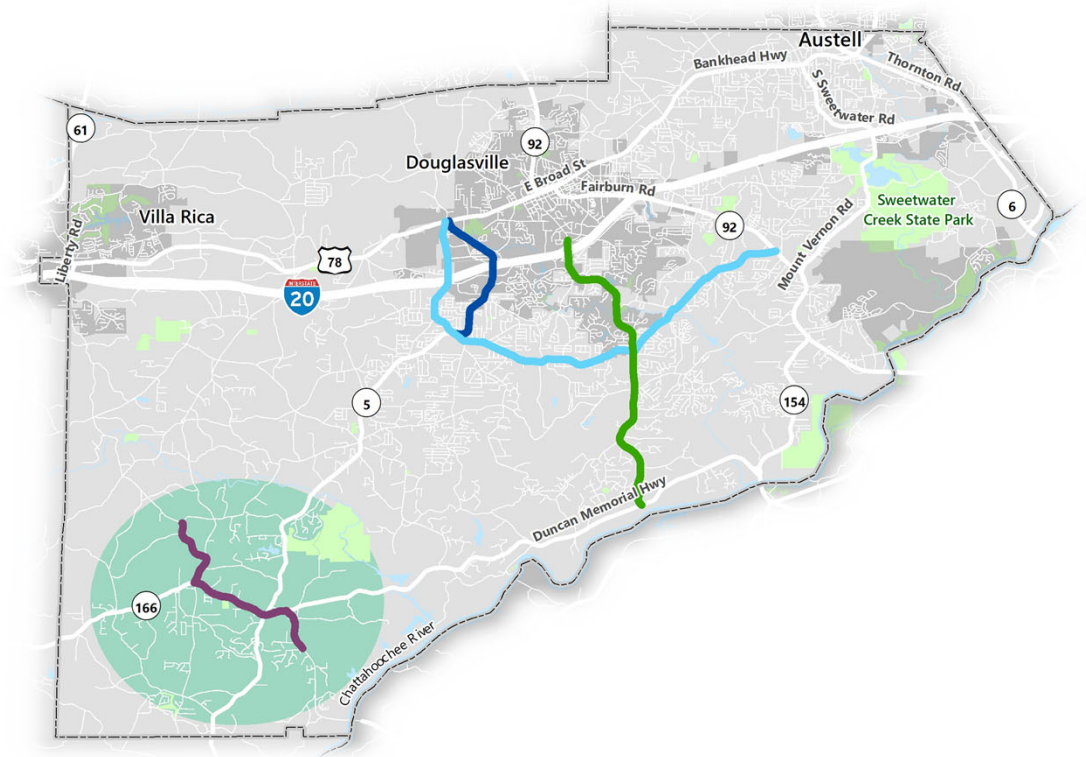 Austell
Bankhead Hwy
Thornton Rd
S Sweetwater Rd
61
92
Douglasville
E Broad St
Fairburn Rd
Sweetwater
Creek State Park
6
Villa Rica
92
Liberty Rd
78
Mount Vernon Rd
INTERSTATE
20
5
154
Duncan Memorial Hwy
166
Chattahoochee River